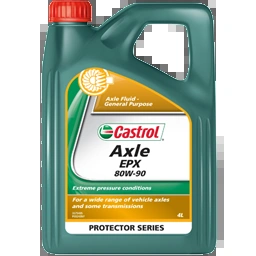 Axle Fluid -
General Purpose
Castrol
Axle
EPX
80W-90
Extreme pressure conditions
For a wide range of vehicle axles
and some transmissions
4L
PROTECTOR SERIES